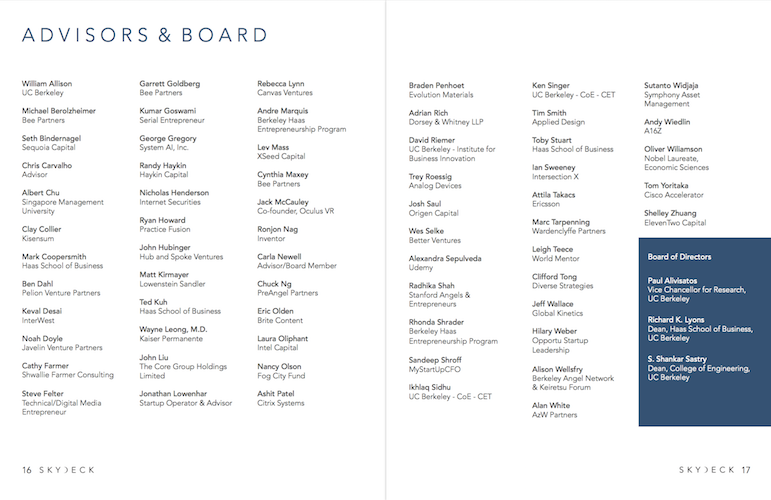 ADVISORS & BOARD
William Allison
UC Berkeley
Michael Berolzheimer
Bee Partners
Seth Bindernagel
Sequoia Capital
Chris Carvalho
Advisor
Albert Chu
Singapore Management
University
Clay Collier
Kisensum
Mark Coopersmith
Haas School of Business
Ben Dahl
Pelion Venture Partners
Keval Desai
InterWest
Noah Doyle
Javelin Venture Partners
Cathy Farmer
Shwallie Farmer Consulting
Steve Felter
Technical/Digital Media
Entrepreneur
Garrett Goldberg
Bee Partners
Kumar Goswami
Serial Entrepreneur
George Gregory
System AI, Inc.
Randy Haykin
Haykin Capital
Nicholas Henderson
Internet Securities
Ryan Howard
Practice Fusion
John Hubinger
Hub and Spoke Ventures
Matt Kirmayer
Lowenstein Sandler
Ted Kuh
Haas School of Business
Wayne Leong, M.D.
Kaiser Permanente
John Liu
The Core Group Holdings
Limited
Jonathan Lowenhar
Startup Operator & Advisor
Rebecca Lynn
Canvas Ventures
Andre Marquis
Berkeley Haas
Entrepreneurship Program
Lev Mass
XSeed Capital
Cynthia Maxey
Bee Partners
Jack McCauley
Co-founder, Oculus VR
Ronjon Nag
Inventor
Carla Newell
Advisor/Board Member
Chuck Ng
PreAngel Partners
Eric Olden
Brite Content
Laura Oliphant
Intel Capital
Nancy Olson
Fog City Fund
Ashit Patel
Citrix Systems
16 SKYDECK
Braden Penhoet
Evolution Materials
Adrian Rich
Dorsey & Whitney LLP
David Riemer
UC Berkeley - Institute for
Business Innovation
Trey Roessig
Analog Devices
Josh Saul
Origen Capital
Wes Selke
Better Ventures
Alexandra Sepulveda
Udemy
Radhika Shah
Stanford Angels &
Entrepreneurs
Rhonda Shrader
Berkeley Haas
Entrepreneurship Program
Sandeep Shroff
MyStartUpCFO
Ikhlaq Sidhu
UC Berkeley - CoE - CET
Ken Singer
UC Berkeley - CoE - CET
Tim Smith
Applied Design
Toby Stuart
Haas School of Business
Ian Sweeney
Intersection X
Attila Takacs
Ericsson
Marc Tarpenning
Wardenclyffe Partners
Leigh Teece
World Mentor
Clifford Tong
Diverse Strategies
Jeff Wallace
Global Kinetics
Hilary Weber
Opportu Startup
Leadership
Alison Wellsfry
Berkeley Angel Network
& Keiretsu Forum
Alan White
AzW Partners
Sutanto Widjaja
Symphony Asset
Management
Andy Wiedlin
A16Z
Oliver Wiliamson
Nobel Laureate,
Economic Sciences
Tom Yoritaka
Cisco Accelerator
Shelley Zhuang
ElevenTwo Capital
Board of Directors
Paul Alivisatos
Vice Chancellor for Research,
UC Berkeley
Richard K. Lyons
Dean, Haas School of Business,
UC Berkeley
S. Shankar Sastry
Dean, College of Engineering,
UC Berkeley
SKYDECK 17